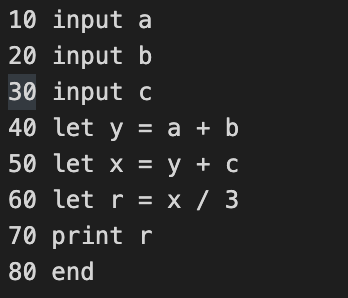 10 input a
20 input b
30 input c
40 let y = a + b
50 let x = y + c
60 let r = x / 3
70 print r
80 end